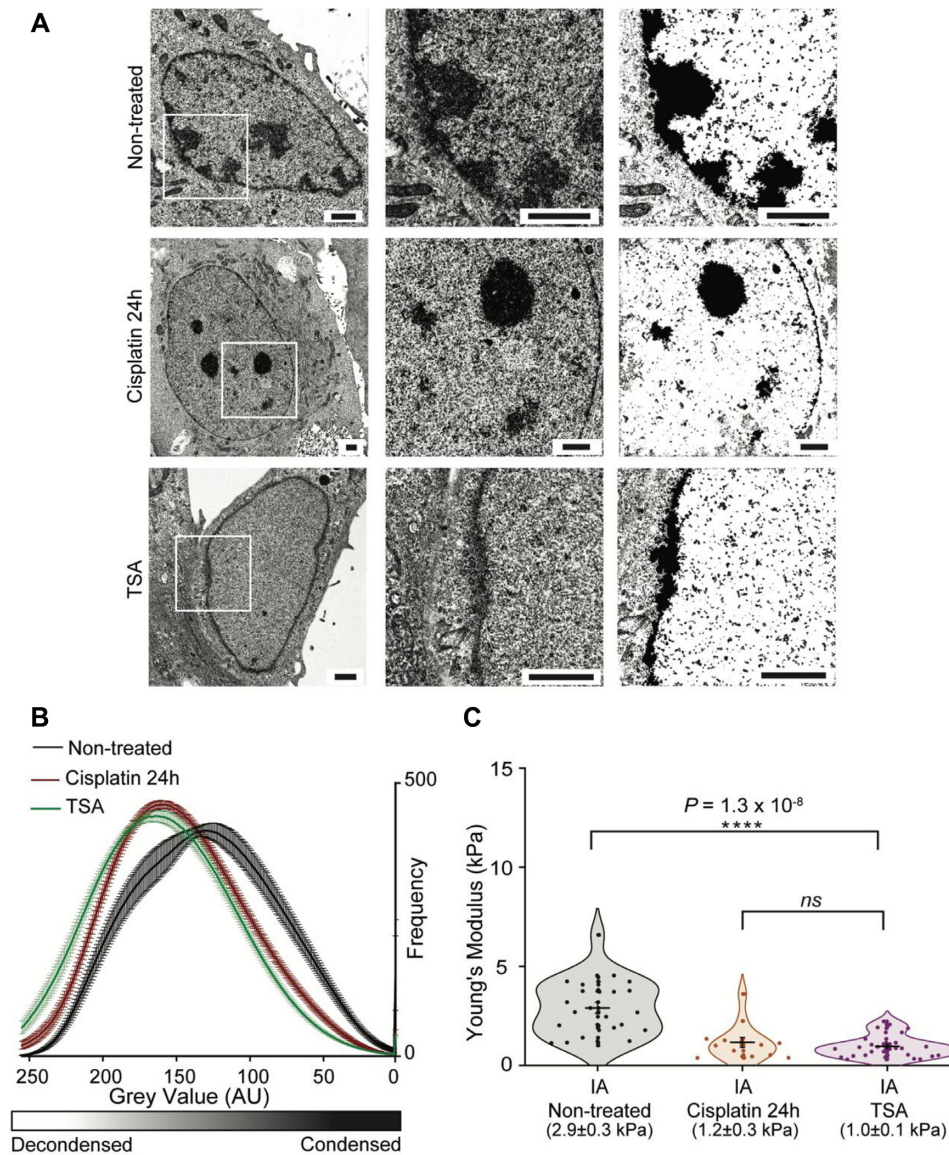 A
Non-treated
Cisplatin 24h
TSA
B
Non-treated
Cisplatin 24h
TSA
500
Frequency
0
250
200
150
100
50
0
Grey Value (AU)
Decondensed
Condensed
C
15
10
5
0
Young's Modulus (kPa)
P = 1.3 x 10⁻⁸
****
ns
IA
IA
IA
Non-treated
(2.9±0.3 kPa)
Cisplatin 24h
(1.2±0.3 kPa)
TSA
(1.0±0.1 kPa)